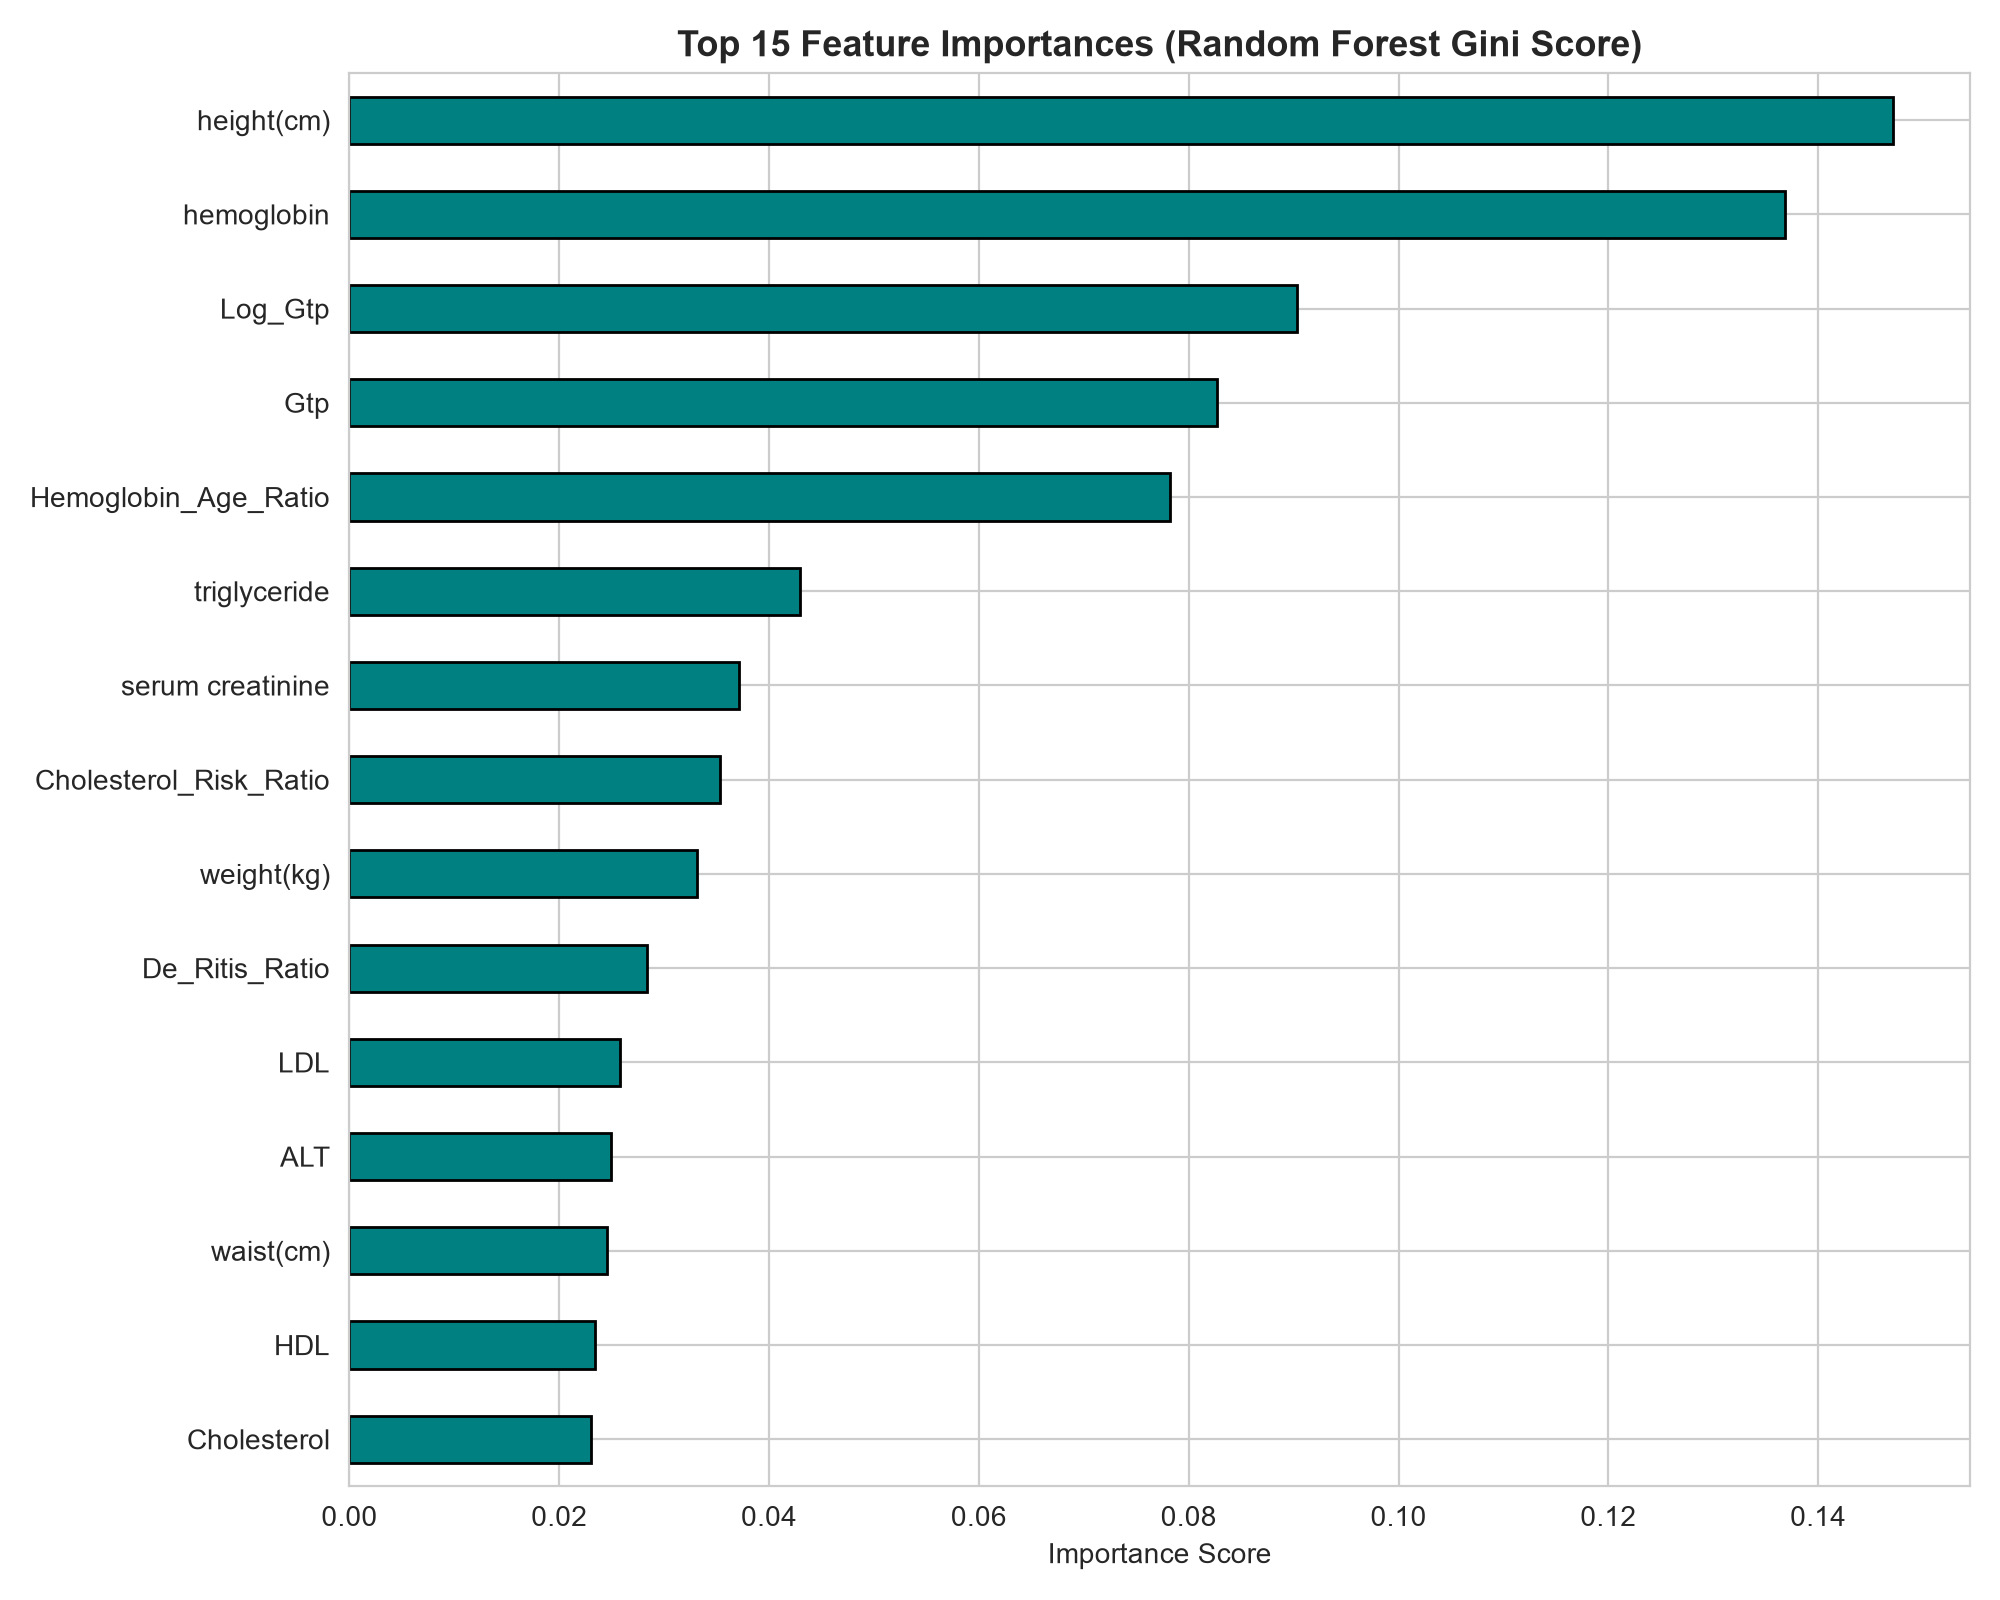 Top 15 Feature Importances (Random Forest Gini Score)
height(cm)
hemoglobin
Log_Gtp
Gtp
Hemoglobin_Age_Ratio
triglyceride
serum creatinine
Cholesterol_Risk_Ratio
weight(kg)
De_Ritis_Ratio
LDL
ALT
waist(cm)
HDL
Cholesterol
0.00 0.02 0.04 0.06 0.08 0.10 0.12 0.14
Importance Score